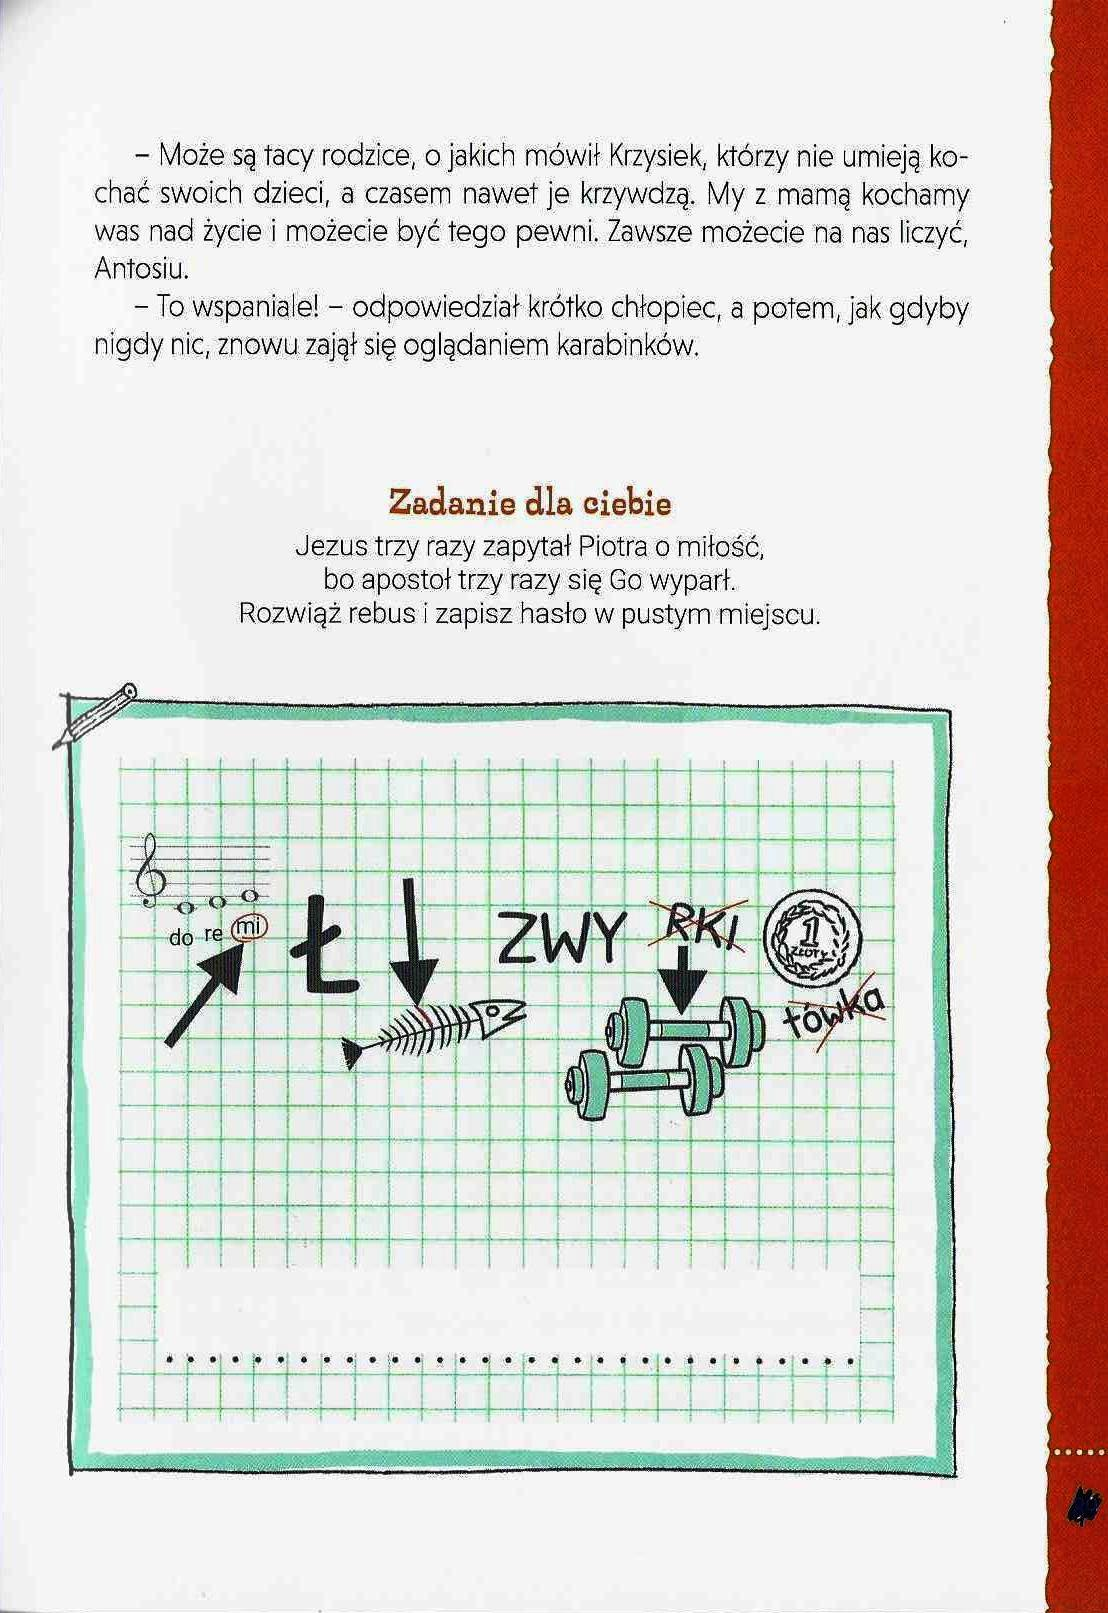 – Może są tacy rodzice, o jakich mówił Krzysiek, którzy nie umieją ko-
chać swoich dzieci, a czasem nawet je krzywdzą. My z mamą kochamy
was nad życie i możecie być tego pewni. Zawsze możecie na nas liczyć,
Antosiu.
– To wspaniale! – odpowiedział krótko chłopiec, a potem, jak gdyby
nigdy nic, znowu zajął się oglądaniem karabinków.
Zadanie dla ciebie
Jezus trzy razy zapytał Piotra o miłość,
bo apostoł trzy razy się Go wyparł.
Rozwiąż rebus i zapisz hasło w pustym miejscu.
do re mi
Ł
ZWY RKI
1
ZŁOTY
tówka